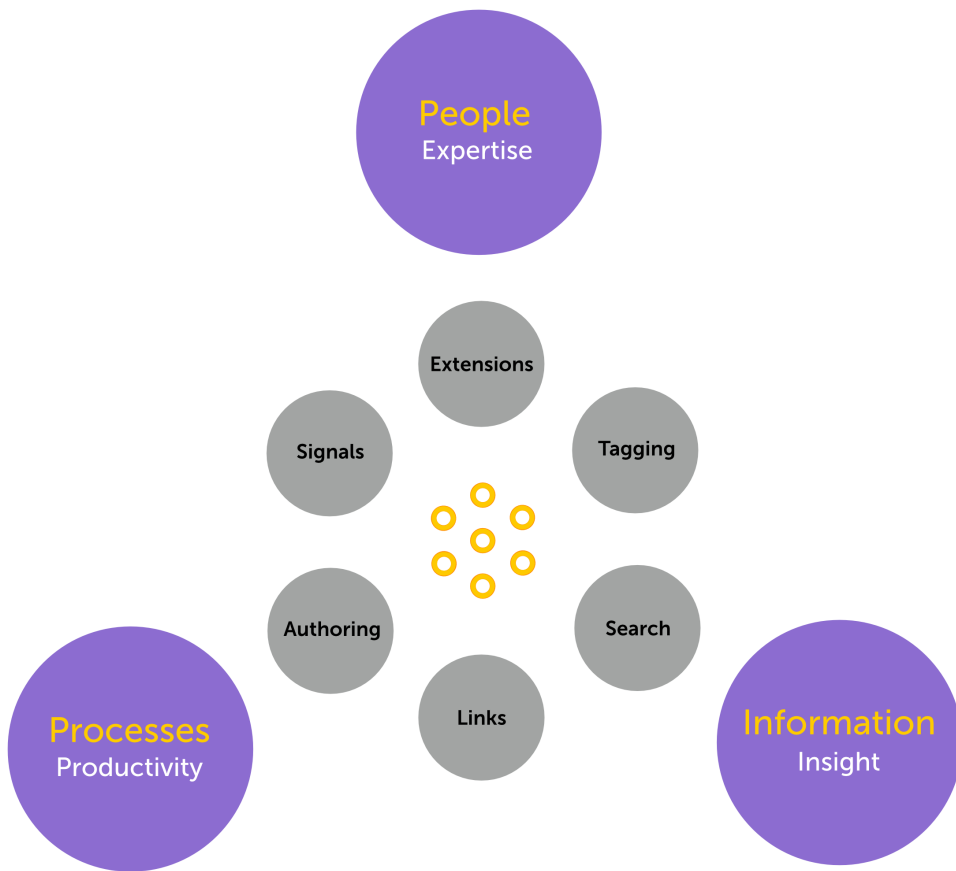 People
Expertise
Extensions
Signals
Tagging
Authoring
Search
Links
Processes
Productivity
Information
Insight